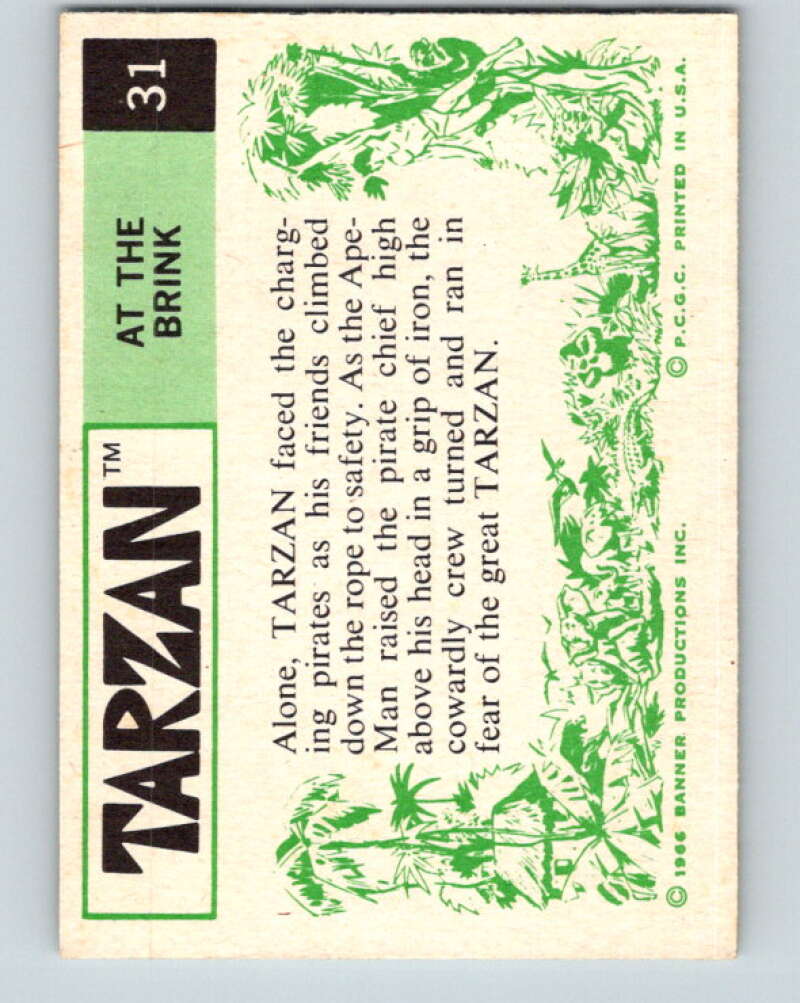 TARZAN™
AT THE
BRINK
31
Alone, TARZAN faced the charg-
ing pirates as his friends climbed
down the rope to safety. As the Ape-
Man raised the pirate chief high
above his head in a grip of iron, the
cowardly crew turned and ran in
fear of the great TARZAN.
© 1966 BANNER PRODUCTIONS INC. © P.C.G.C. PRINTED IN U.S.A.